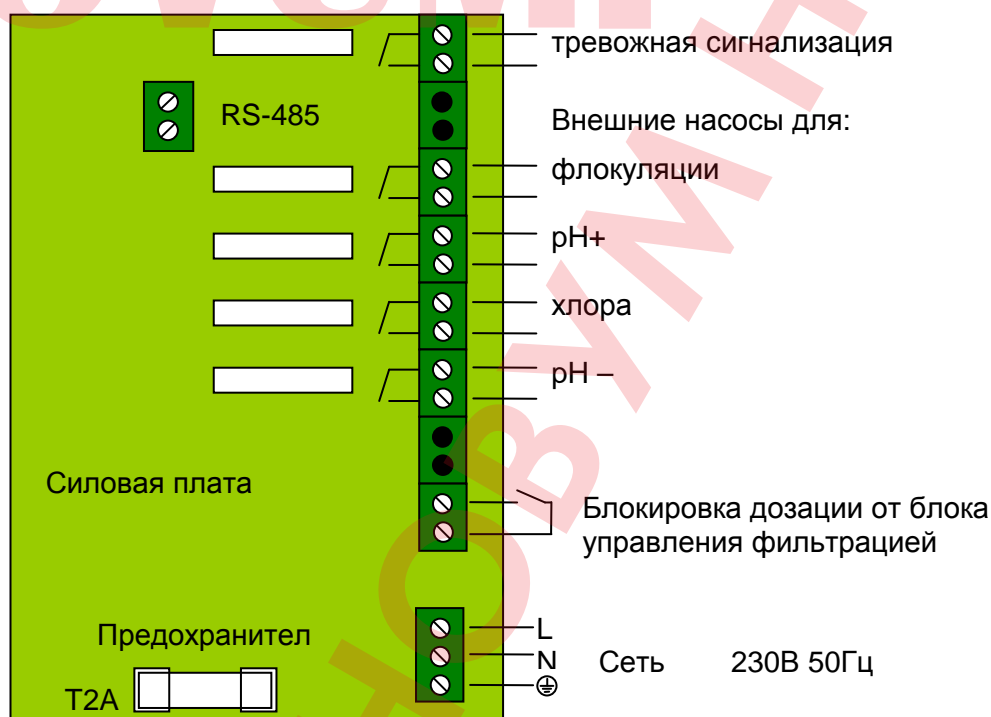 тревожная сигнализация
RS-485
Внешние насосы для:
флокуляции
pH+
хлора
pH –
Силовая плата
Блокировка дозации от блока
управления фильтрацией
Предохранител
L
N
Сеть 230В 50Гц
T2A
НОВУМ